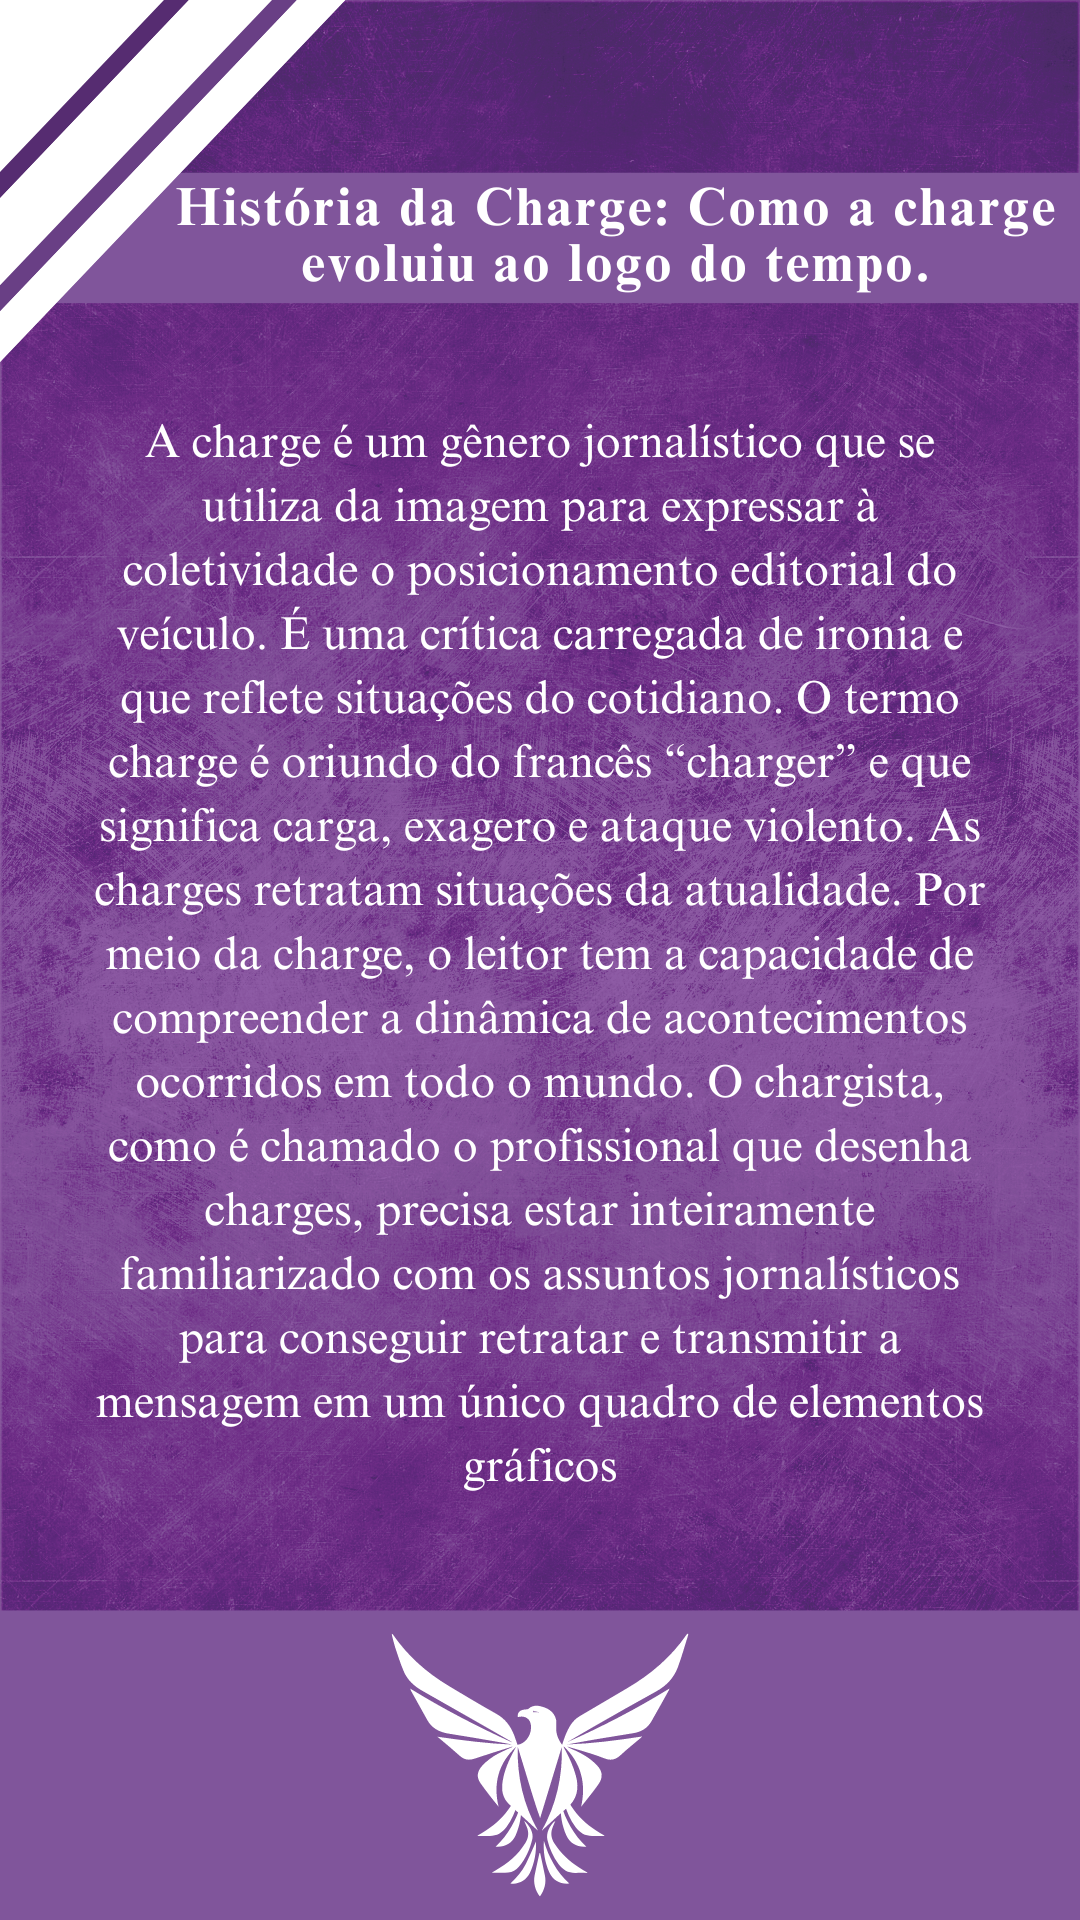 História da Charge: Como a charge
evoluiu ao logo do tempo.
A charge é um gênero jornalístico que se
utiliza da imagem para expressar à
coletividade o posicionamento editorial do
veículo. É uma crítica carregada de ironia e
que reflete situações do cotidiano. O termo
charge é oriundo do francês “charger” e que
significa carga, exagero e ataque violento. As
charges retratam situações da atualidade. Por
meio da charge, o leitor tem a capacidade de
compreender a dinâmica de acontecimentos
ocorridos em todo o mundo. O chargista,
como é chamado o profissional que desenha
charges, precisa estar inteiramente
familiarizado com os assuntos jornalísticos
para conseguir retratar e transmitir a
mensagem em um único quadro de elementos
gráficos